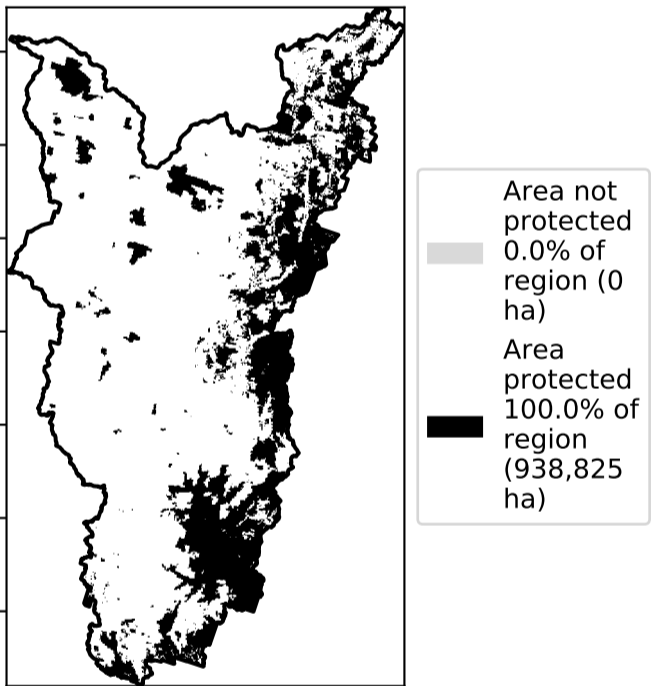 Area not
protected
0.0% of
region (0
ha)
Area
protected
100.0% of
region
(938,825
ha)